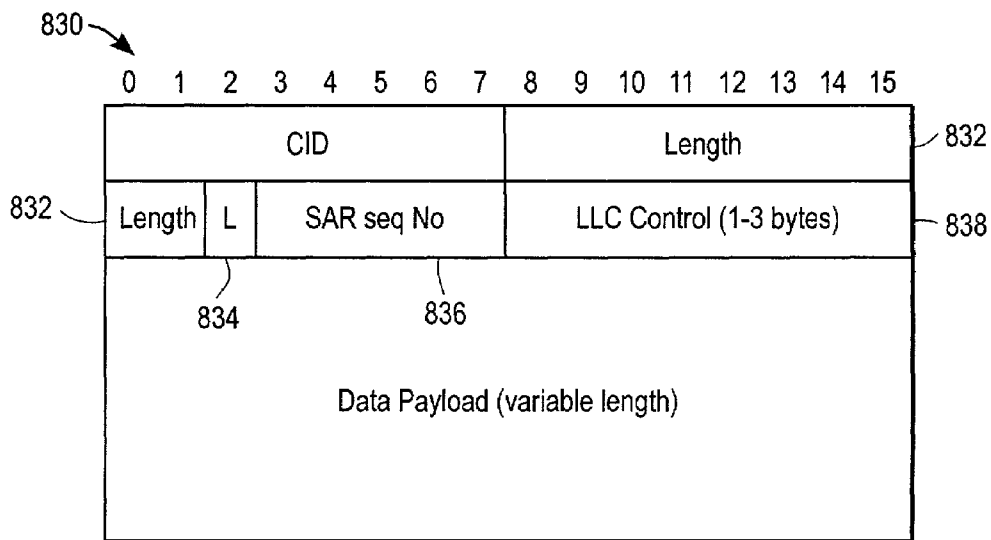 830
0 1 2 3 4 5 6 7 8 9 10 11 12 13 14 15
CID Length 832
832 Length L SAR seq No LLC Control (1-3 bytes) 838
834 836
Data Payload (variable length)